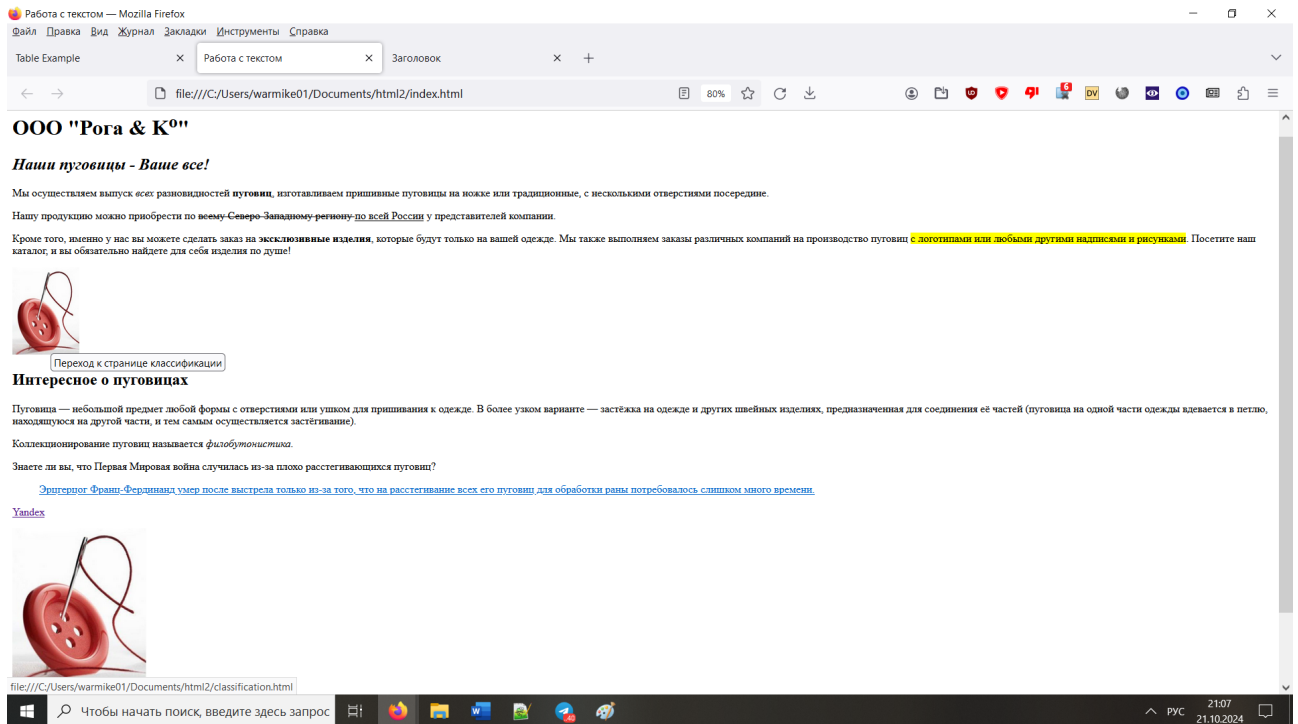 Работа с текстом — Mozilla Firefox
Файл Правка Вид Журнал Закладки Инструменты Справка
Table Example
Работа с текстом
Заголовок
file:///C:/Users/warmike01/Documents/html2/index.html
80%
6
DV
ООО "Рога & Kº"
Наши пуговицы - Ваше все!
Мы осуществляем выпуск всех разновидностей пуговиц, изготавливаем пришивные пуговицы на ножке или традиционные, с несколькими отверстиями посередине.
Нашу продукцию можно приобрести по всему Северо-Западному региону по всей России у представителей компании.
Кроме того, именно у нас вы можете сделать заказ на эксклюзивные изделия, которые будут только на вашей одежде. Мы также выполняем заказы различных компаний на производство пуговиц с логотипами или любыми другими надписями и рисунками. Посетите наш
каталог, и вы обязательно найдете для себя изделия по душе!
Переход к странице классификации
Интересное о пуговицах
Пуговица — небольшой предмет любой формы с отверстиями или ушком для пришивания к одежде. В более узком варианте — застёжка на одежде и других швейных изделиях, предназначенная для соединения её частей (пуговица на одной части одежды вдевается в петлю,
находящуюся на другой части, и тем самым осуществляется застёгивание).
Коллекционирование пуговиц называется филобутонистика.
Знаете ли вы, что Первая Мировая война случилась из-за плохо расстегивающихся пуговиц?
Эрцгерцог Франц-Фердинанд умер после выстрела только из-за того, что на расстегивание всех его пуговиц для обработки раны потребовалось слишком много времени.
Yandex
file:///C:/Users/warmike01/Documents/html2/classification.html
Чтобы начать поиск, введите здесь запрос
РУС
21:07
21.10.2024